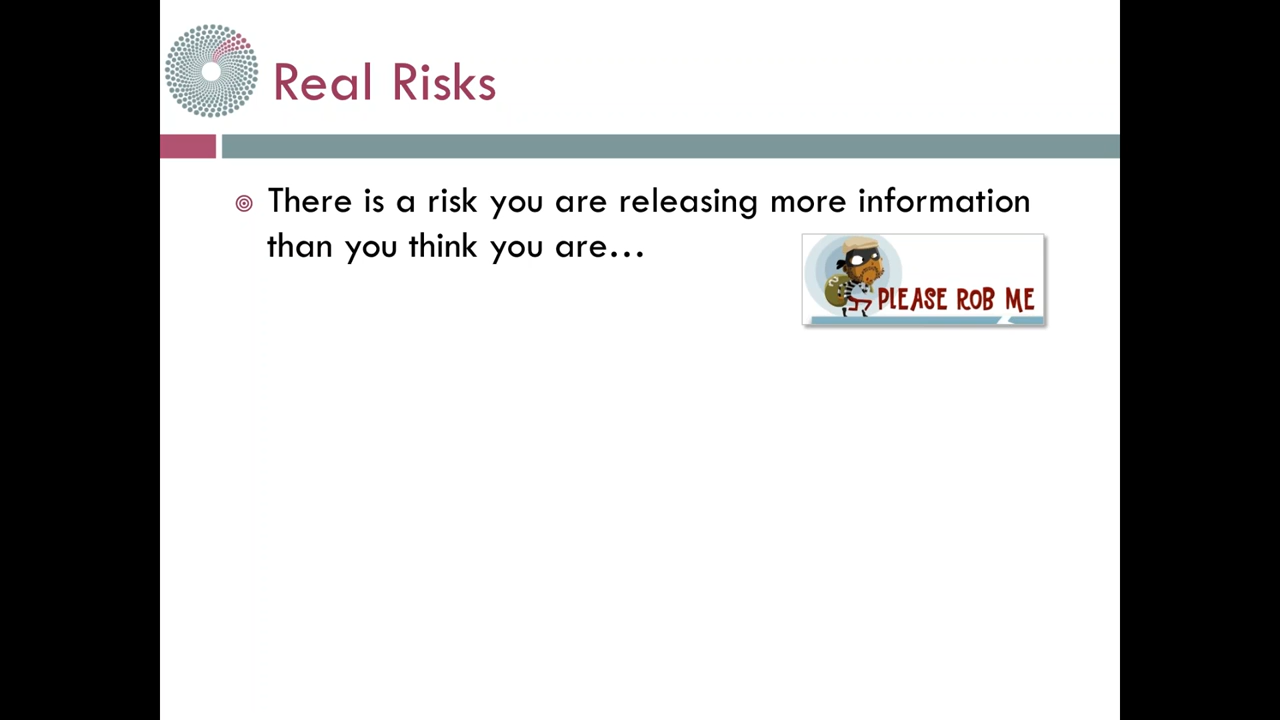 Real Risks
There is a risk you are releasing more information
than you think you are...
PLEASE ROB ME